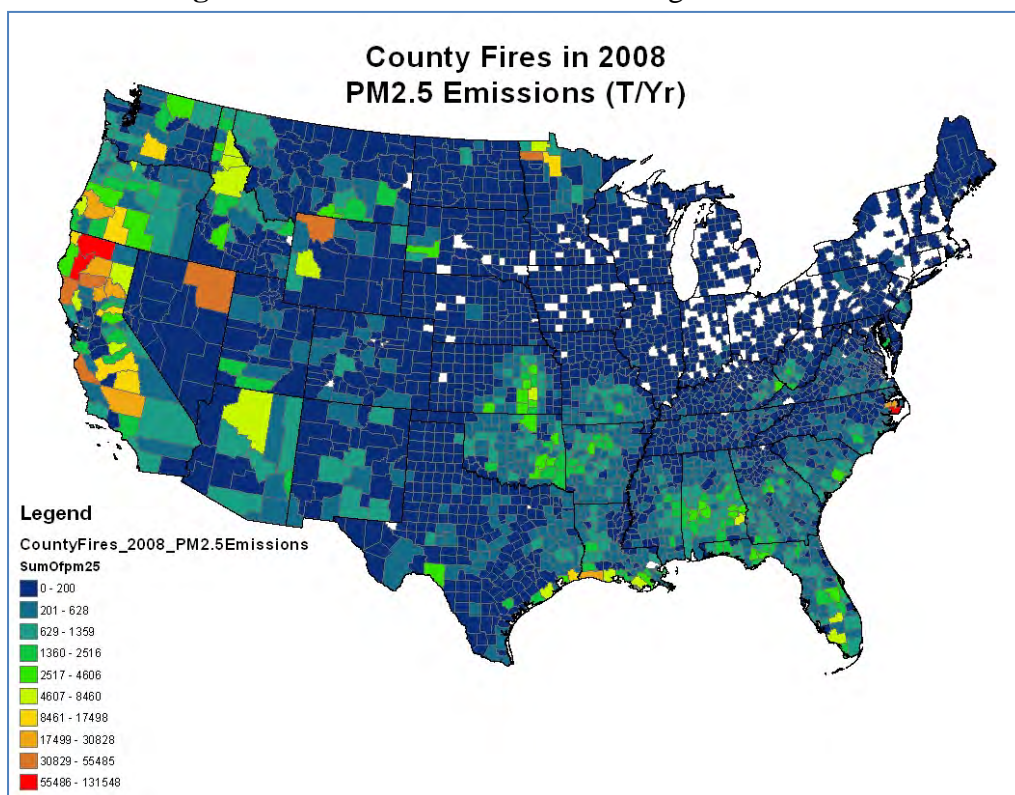 County Fires in 2008
PM2.5 Emissions (T/Yr)
Legend
CountyFires_2008_PM2.5Emissions
SumOfpm25
0 - 200
201 - 628
629 - 1359
1360 - 2516
2517 - 4606
4607 - 8460
8461 - 17498
17499 - 30828
30829 - 55485
55486 - 131548